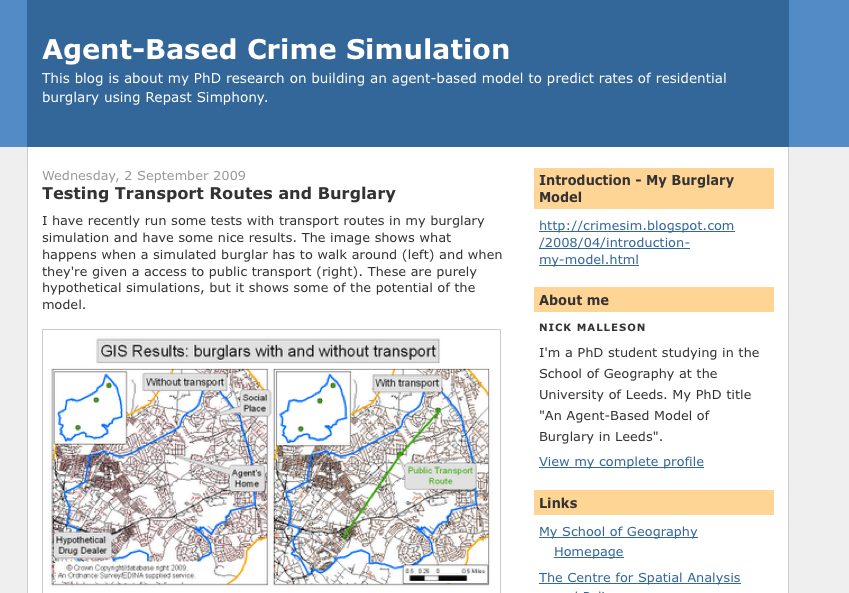 Agent-Based Crime Simulation
This blog is about my PhD research on building an agent-based model to predict rates of residential
burglary using Repast Simphony.
Wednesday, 2 September 2009
Testing Transport Routes and Burglary
I have recently run some tests with transport routes in my burglary
simulation and have some nice results. The image shows what
happens when a simulated burglar has to walk around (left) and when
they're given a access to public transport (right). These are purely
hypothetical simulations, but it shows some of the potential of the
model.
GIS Results: burglars with and without transport
Without transport
Social
Place
Agent's
Home
Hypothetical
Drug Dealer
© Crown Copyright/database right 2009.
An Ordnance Survey/EDINA supplied service.
With transport
Public Transport
Route
0.5 0.25 0 0.5 Miles
Introduction - My Burglary
Model
http://crimesim.blogspot.com
/2008/04/introduction-
my-model.html
About me
NICK MALLESON
I'm a PhD student studying in the
School of Geography at the
University of Leeds. My PhD title
"An Agent-Based Model of
Burglary in Leeds".
View my complete profile
Links
My School of Geography
Homepage
The Centre for Spatial Analysis